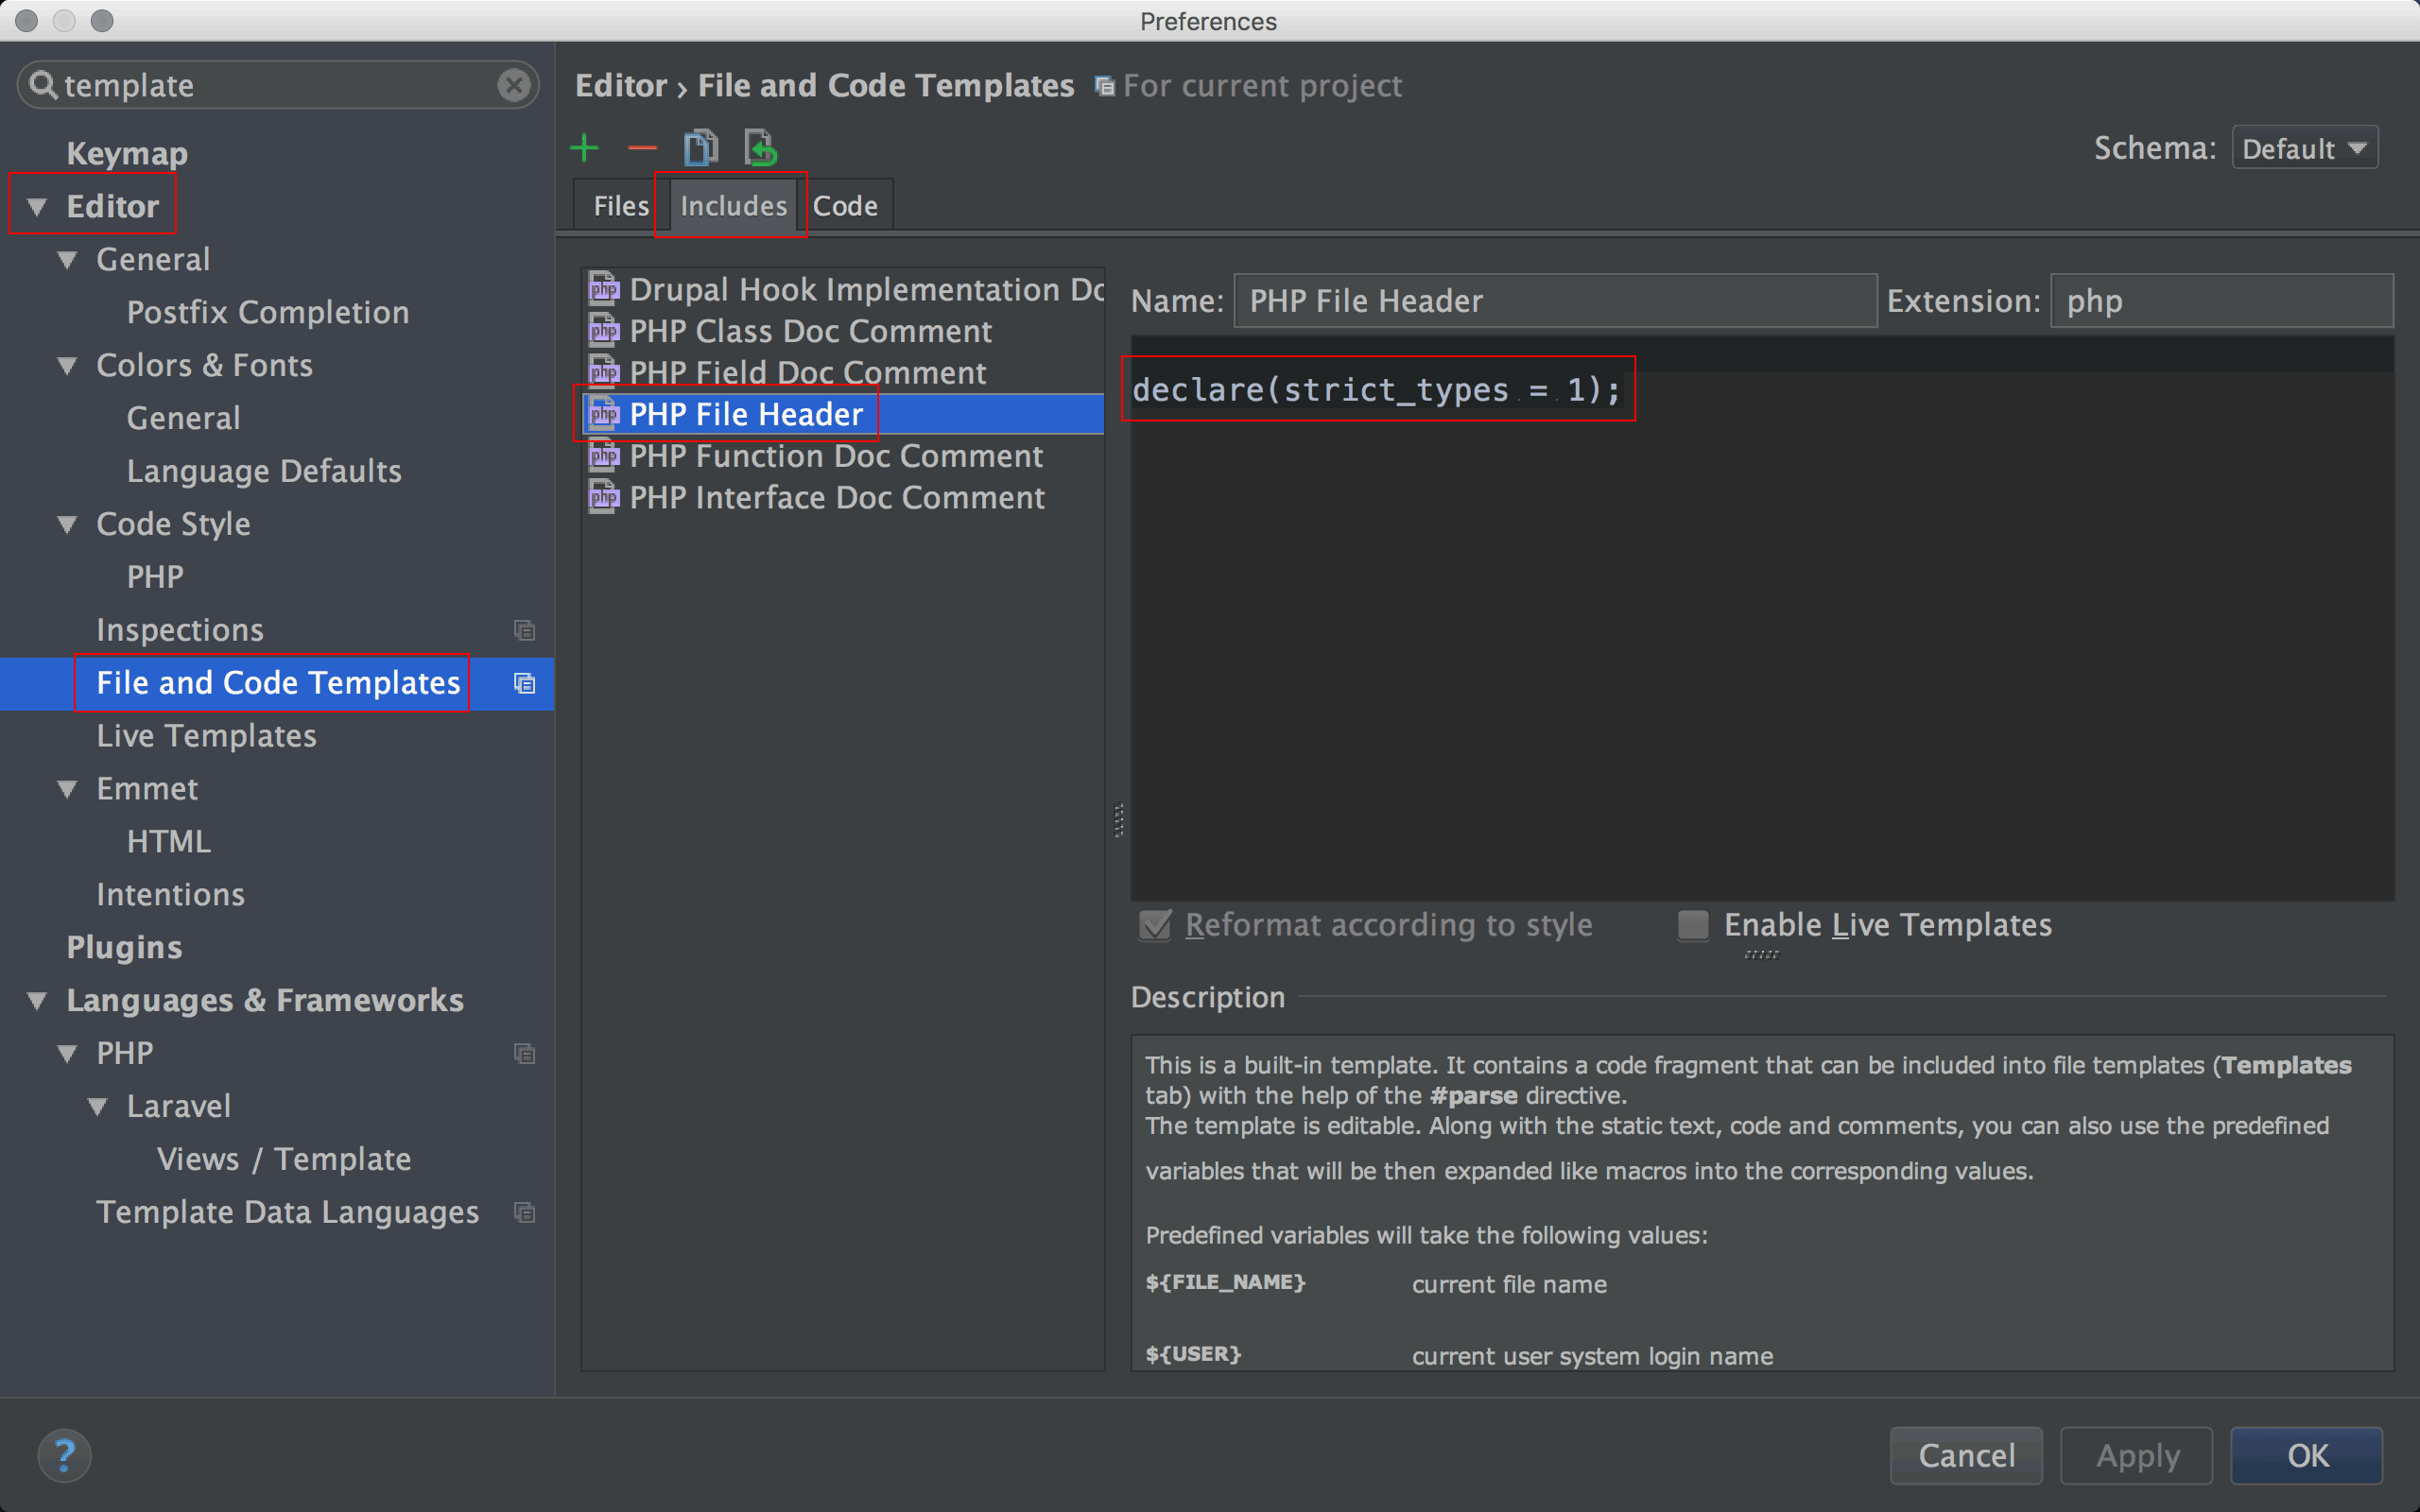 Preferences
template
Keymap
Editor
General
Postfix Completion
Colors & Fonts
General
Language Defaults
Code Style
PHP
Inspections
File and Code Templates
Live Templates
Emmet
HTML
Intentions
Plugins
Languages & Frameworks
PHP
Laravel
Views / Template
Template Data Languages
Editor › File and Code Templates For current project
Schema: Default
Files Includes Code
php Drupal Hook Implementation Dc
php PHP Class Doc Comment
php PHP Field Doc Comment
php PHP File Header
php PHP Function Doc Comment
php PHP Interface Doc Comment
Name: PHP File Header Extension: php
declare(strict_types = 1);
Reformat according to style Enable Live Templates
Description
This is a built-in template. It contains a code fragment that can be included into file templates (Templates
tab) with the help of the #parse directive.
The template is editable. Along with the static text, code and comments, you can also use the predefined
variables that will be then expanded like macros into the corresponding values.
Predefined variables will take the following values:
${FILE_NAME} current file name
${USER} current user system login name
? Cancel Apply OK